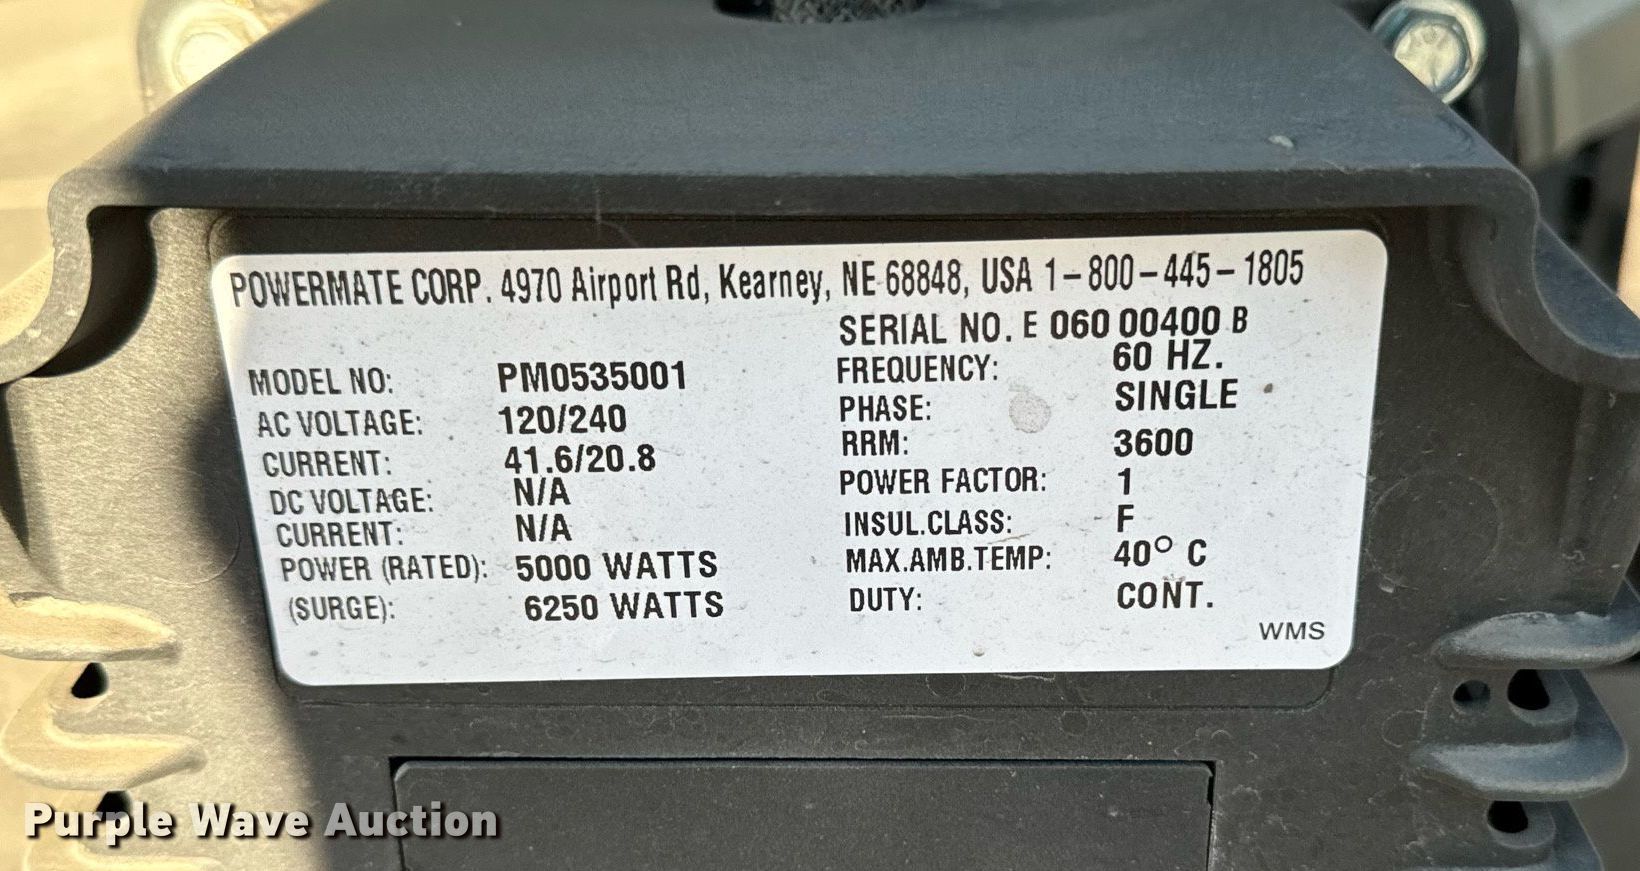 POWERMATE CORP. 4970 Airport Rd, Kearney, NE 68848, USA 1-800-445-1805
SERIAL NO. E 060 00400 B
MODEL NO: PM0535001
FREQUENCY: 60 HZ.
AC VOLTAGE: 120/240
PHASE: SINGLE
CURRENT: 41.6/20.8
RRM: 3600
DC VOLTAGE: N/A
POWER FACTOR: 1
CURRENT: N/A
INSUL.CLASS: F
POWER (RATED): 5000 WATTS
MAX.AMB.TEMP: 40° C
(SURGE): 6250 WATTS
DUTY: CONT.
WMS
Purple Wave Auction